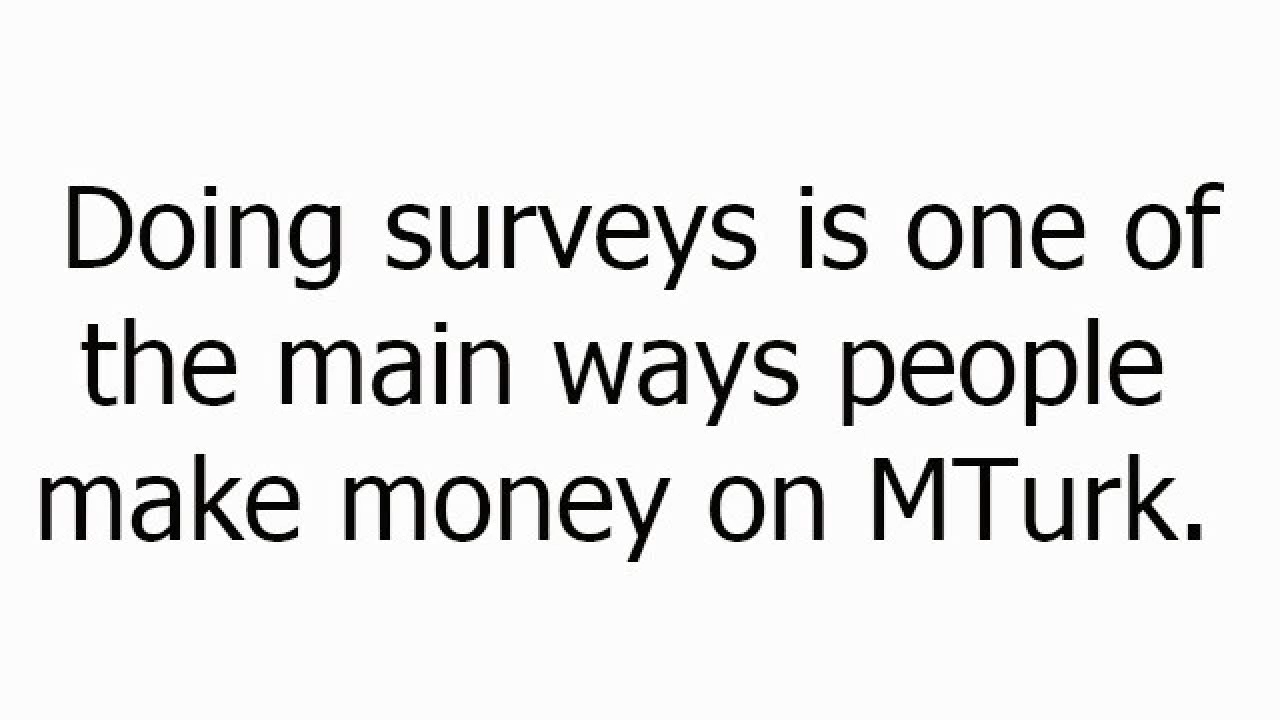 Doing surveys is one of
the main ways people
make money on MTurk.